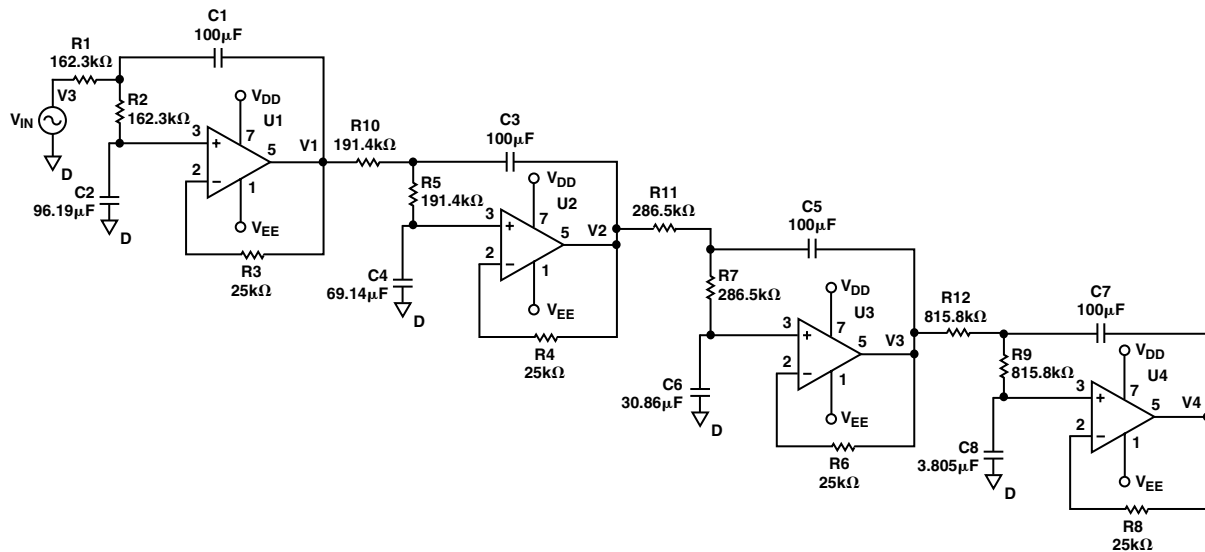 R1
162.3kΩ
C1
100µF
V3
VIN
D
R2
162.3kΩ
VDD
U1
3
7
+
5
2
−
1
V1
C2
96.19µF
D
VEE
R3
25kΩ
R10
191.4kΩ
C3
100µF
R5
191.4kΩ
VDD
U2
3
7
+
5
2
−
1
V2
C4
69.14µF
D
VEE
R4
25kΩ
R11
286.5kΩ
C5
100µF
R7
286.5kΩ
VDD
U3
3
7
+
5
2
−
1
V3
C6
30.86µF
D
VEE
R6
25kΩ
R12
815.8kΩ
C7
100µF
R9
815.8kΩ
VDD
U4
3
7
+
5
2
−
1
V4
C8
3.805µF
D
VEE
R8
25kΩ